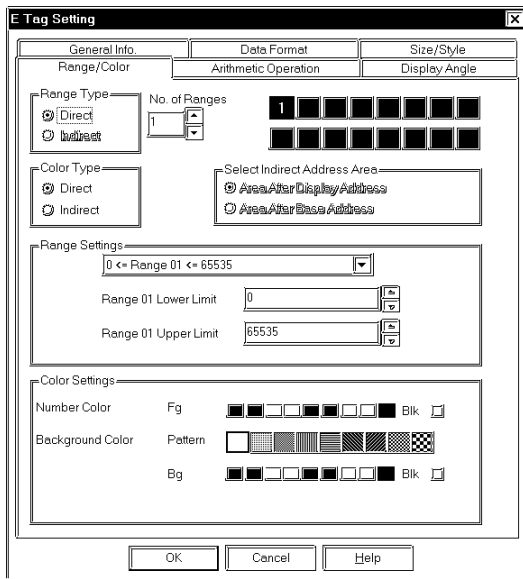 E Tag Setting
General Info. Data Format Size/Style
Range/Color Arithmetic Operation Display Angle
Range Type
Direct
Indirect
No. of Ranges
1
1
Color Type
Direct
Indirect
Select Indirect Address Area
Area After Display Address
Area After Base Address
Range Settings
0 <= Range 01 <= 65535
Range 01 Lower Limit 0
Range 01 Upper Limit 65535
Color Settings
Number Color Fg Blk
Background Color Pattern
Bg Blk
OK Cancel Help